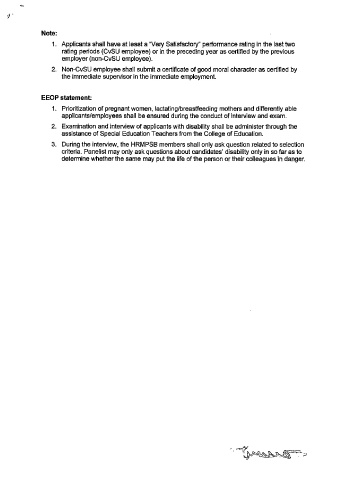 Note:
1. Applicants shall have at least a "Very Satisfactory" performance rating in the last two
rating periods (CvSU employee) or in the preceding year as certified by the previous
employer (non-CvSU employee).
2. Non-CvSU employee shall submit a certificate of good moral character as certified by
the immediate supervisor in the immediate employment.
EEOP statement:
1. Prioritization of pregnant women, lactating/breastfeeding mothers and differently able
applicants/employees shall be ensured during the conduct of Interview and exam.
2. Examination and interview of applicants with disability shall be administer through the
assistance of Special Education Teachers from the College of Education.
3. During the interview, the HRMPSB members shall only ask question related to selection
criteria. Panelist may only ask questions about candidates' disability only in so far as to
determine whether the same may put the life of the person or their colleagues in danger.